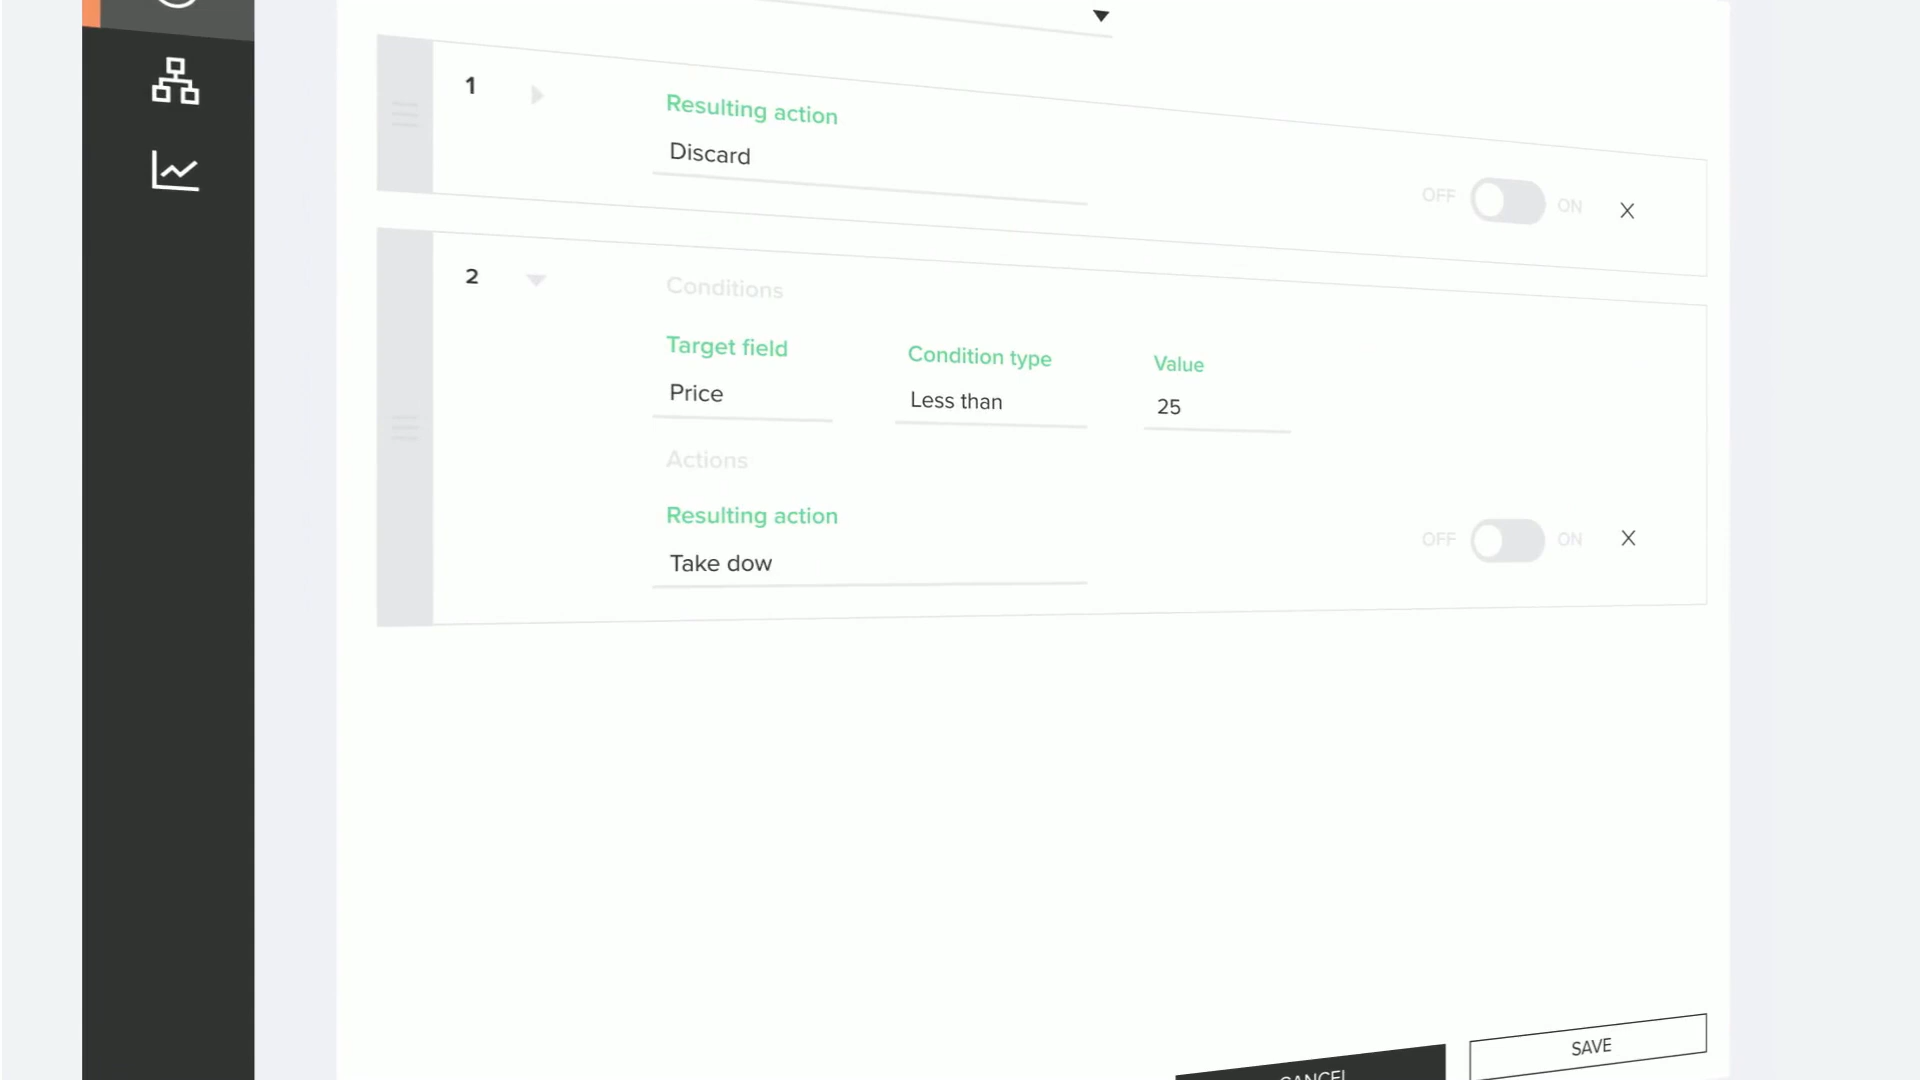 1
Resulting action
Discard
OFF ON X
2
Conditions
Target field Condition type Value
Price Less than 25
Actions
Resulting action
Take dow
OFF ON X
CANCEL SAVE